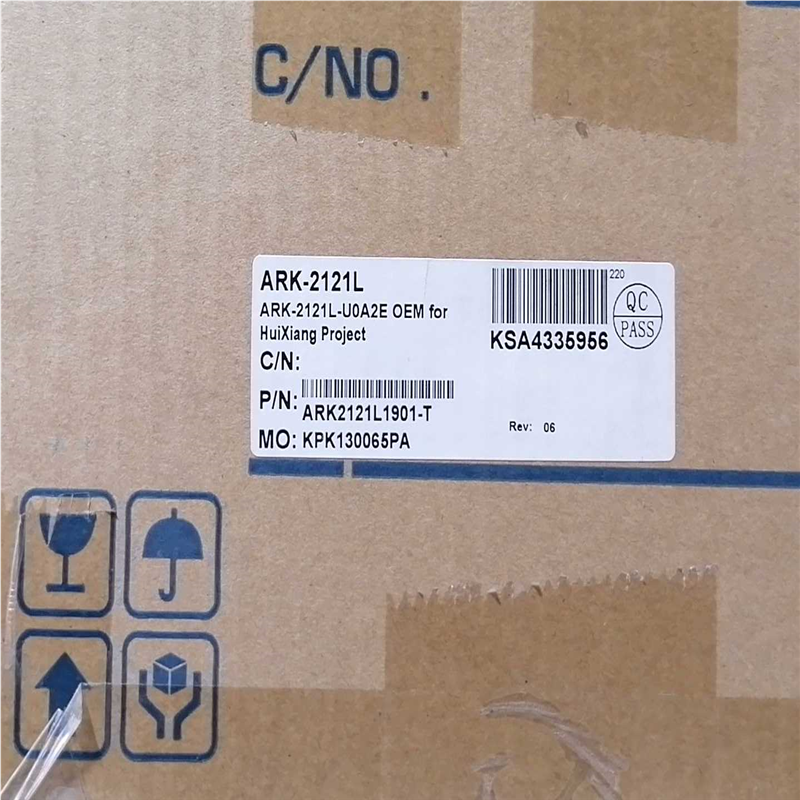 C/NO.
ARK-2121L
ARK-2121L-U0A2E OEM for
HuiXiang Project
C/N:
P/N:
ARK2121L1901-T
MO: KPK130065PA
220
KSA4335956
QC
PASS
Rev: 06